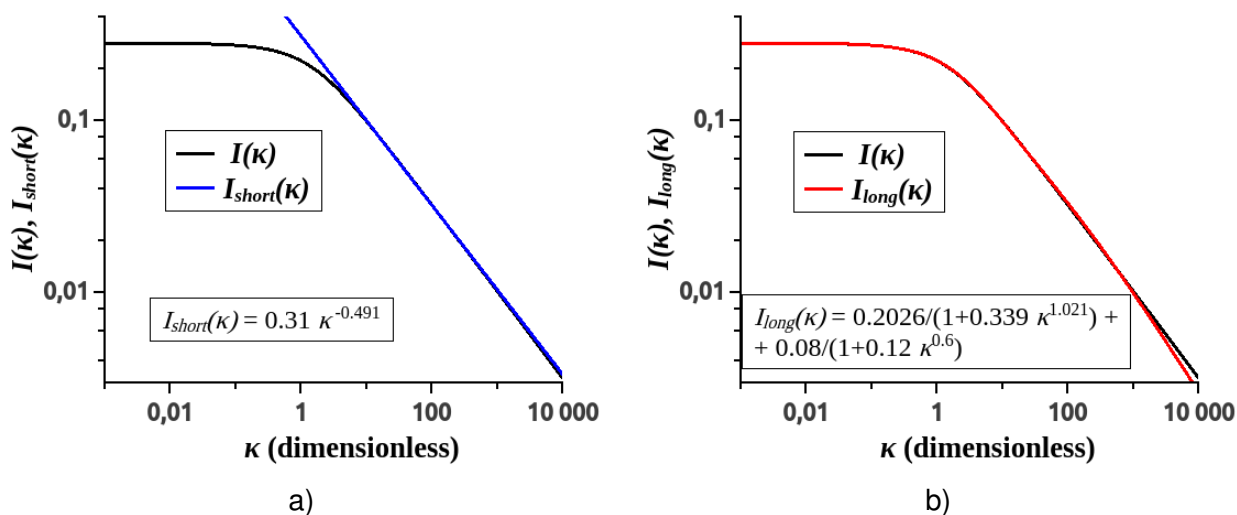 I(κ), I_short(κ)
0,1
0,01
I(κ)
I_short(κ)
I_short(κ) = 0.31 κ^-0.491
0,01 1 100 10 000
κ (dimensionless)
a)
I(κ), I_long(κ)
0,1
0,01
I(κ)
I_long(κ)
I_long(κ) = 0.2026/(1+0.339 κ^1.021) +
+ 0.08/(1+0.12 κ^0.6)
0,01 1 100 10 000
κ (dimensionless)
b)